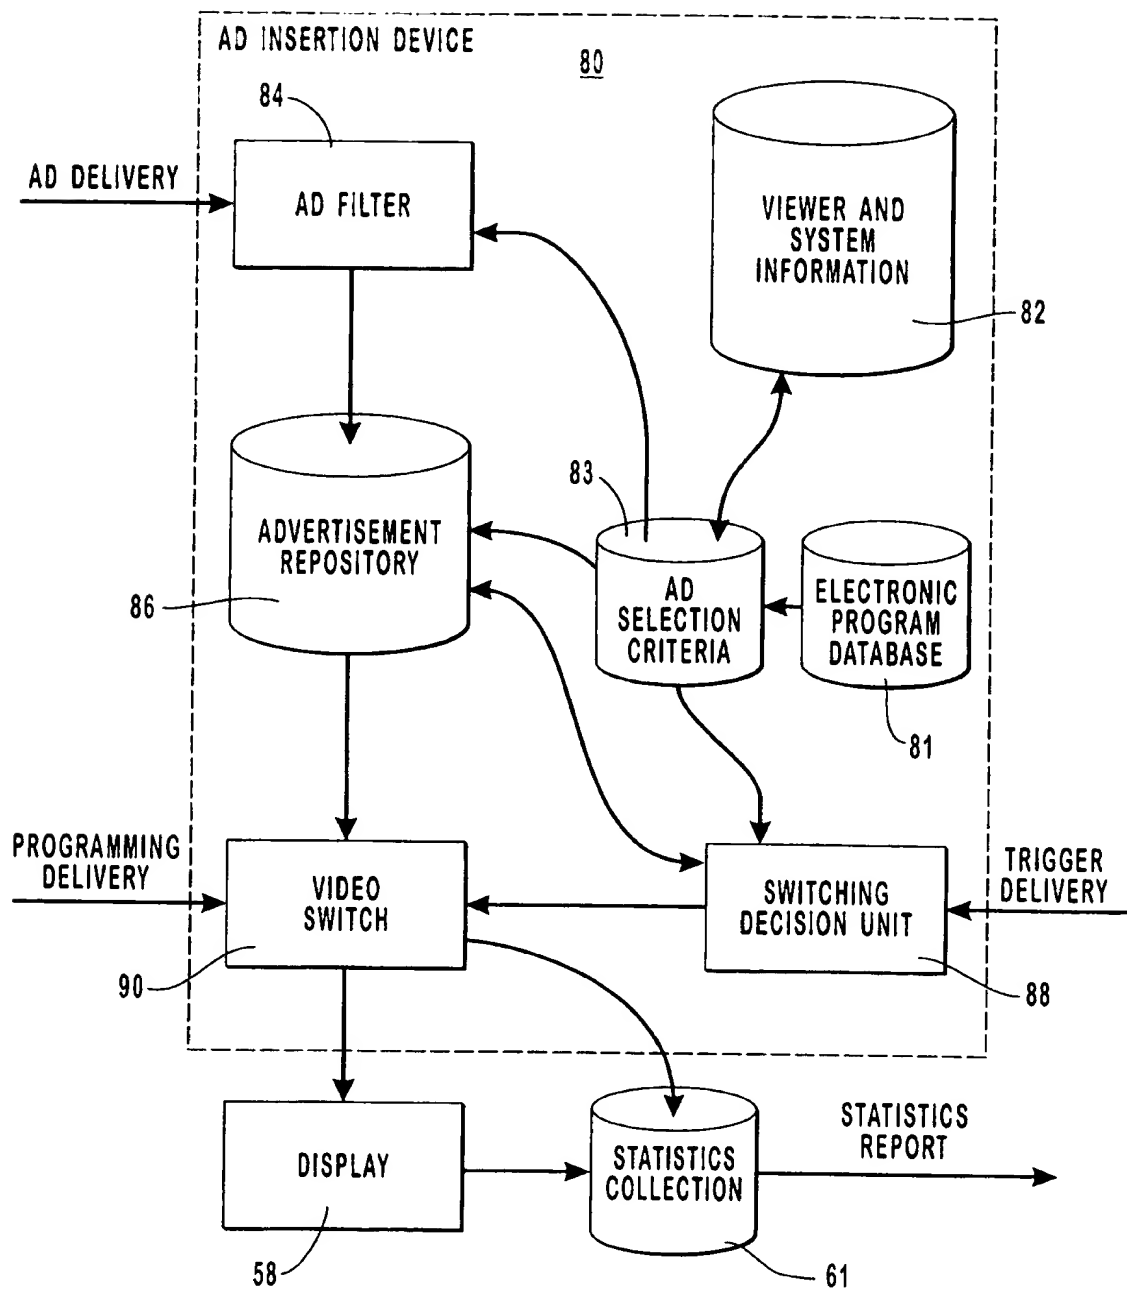 AD INSERTION DEVICE
80
84
AD DELIVERY
AD FILTER
VIEWER AND
SYSTEM
INFORMATION
82
83
ADVERTISEMENT
REPOSITORY
86
AD
SELECTION
CRITERIA
ELECTRONIC
PROGRAM
DATABASE
81
PROGRAMMING
DELIVERY
VIDEO
SWITCH
90
SWITCHING
DECISION UNIT
88
TRIGGER
DELIVERY
DISPLAY
58
STATISTICS
COLLECTION
61
STATISTICS
REPORT